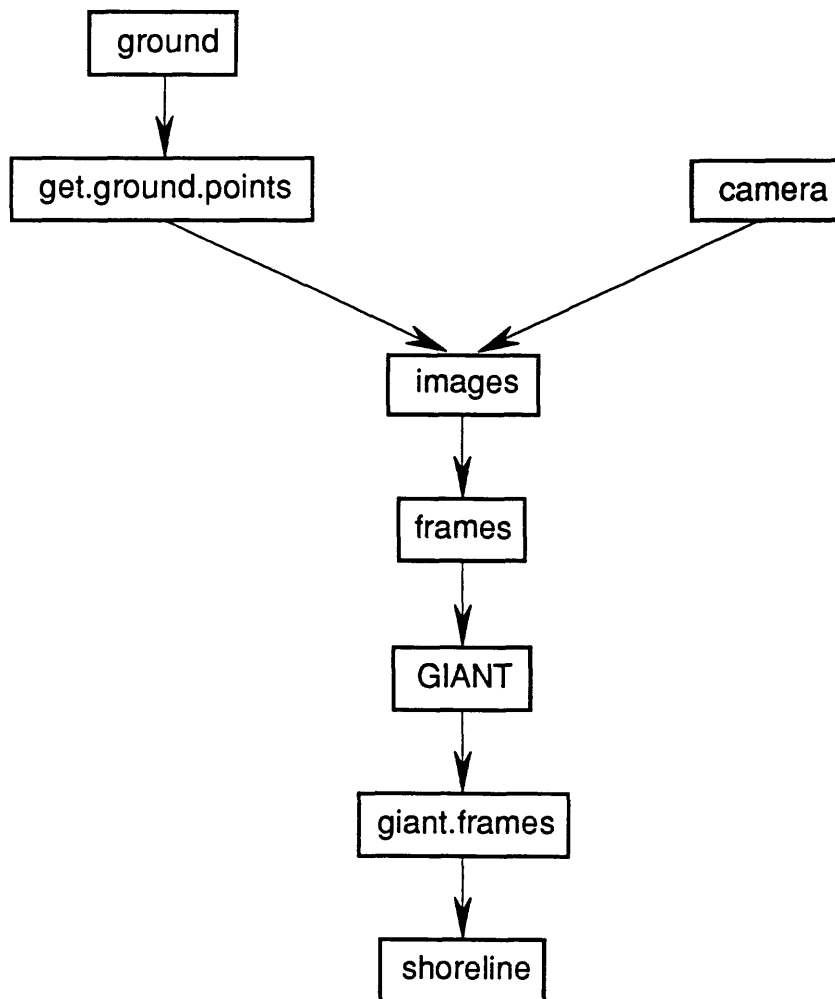 ground
get.ground.points
camera
images
frames
GIANT
giant.frames
shoreline